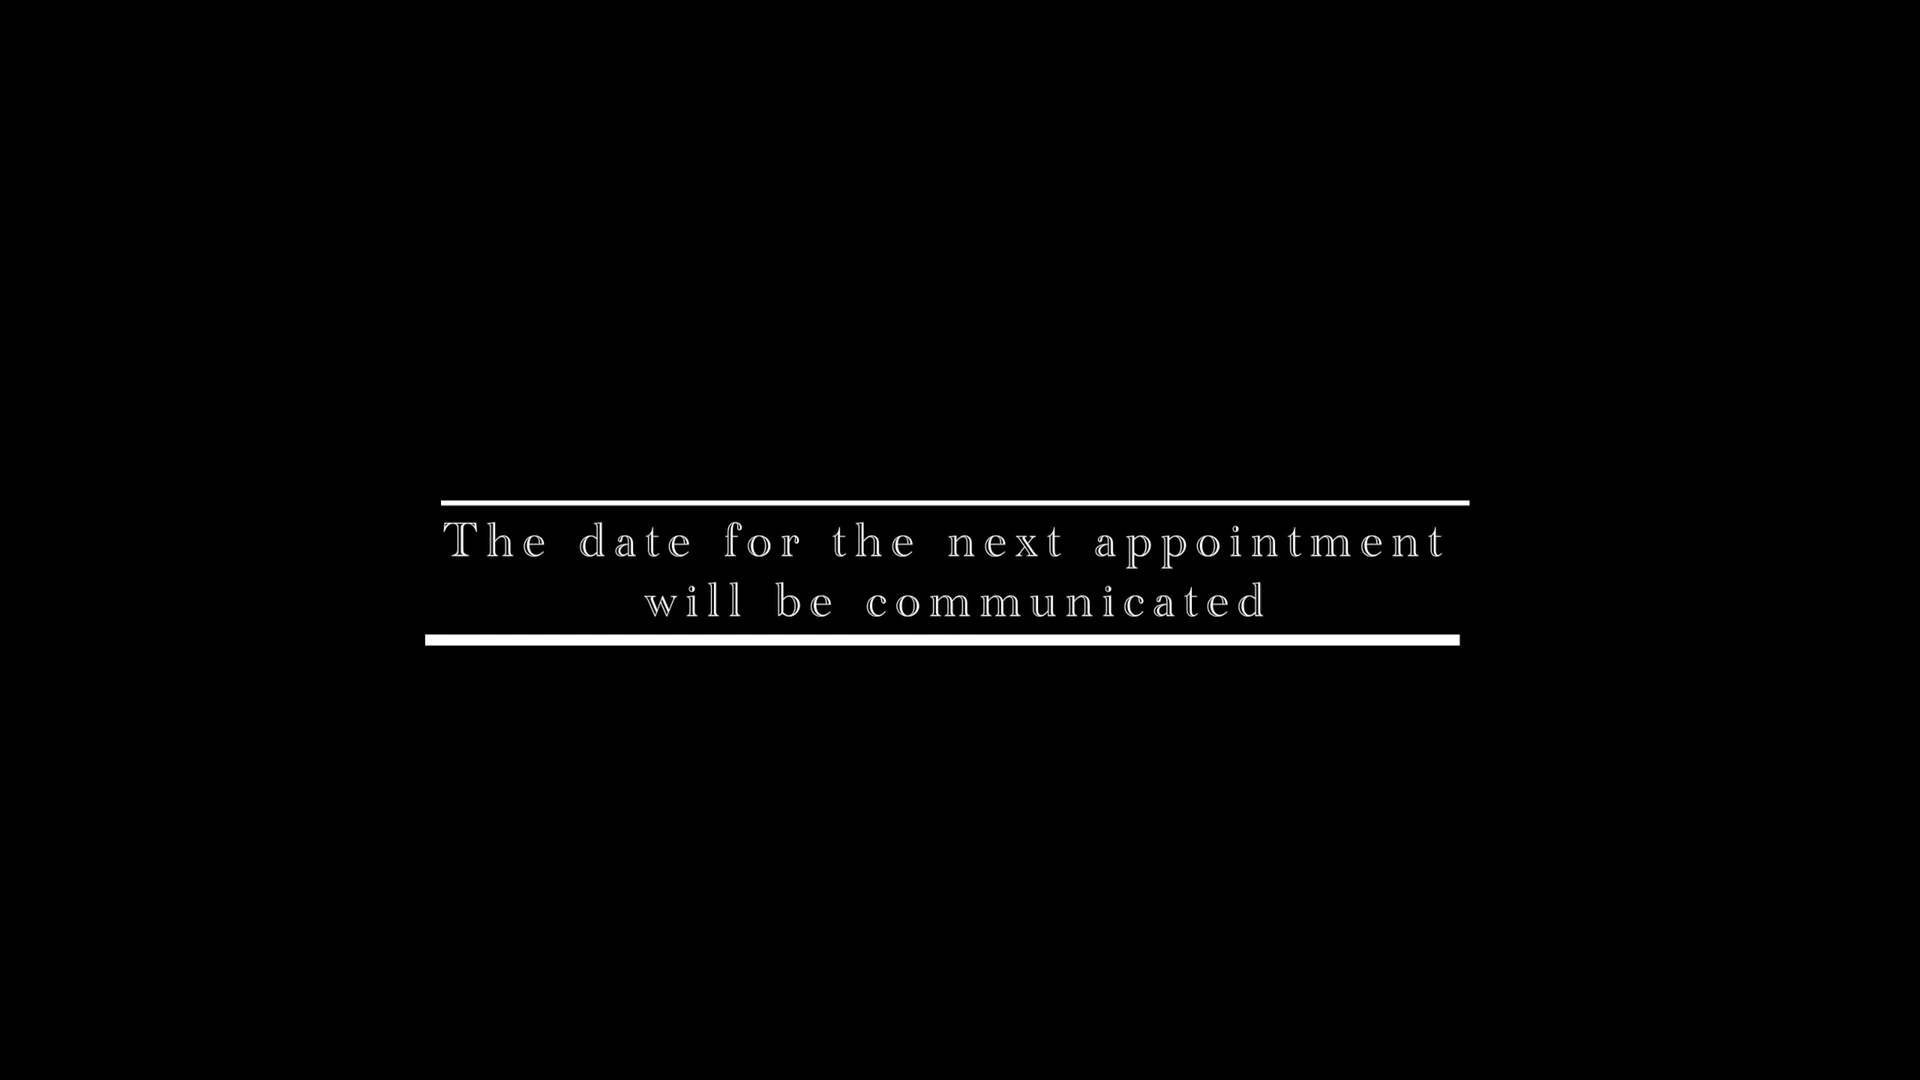 The date for the next appointment
will be communicated